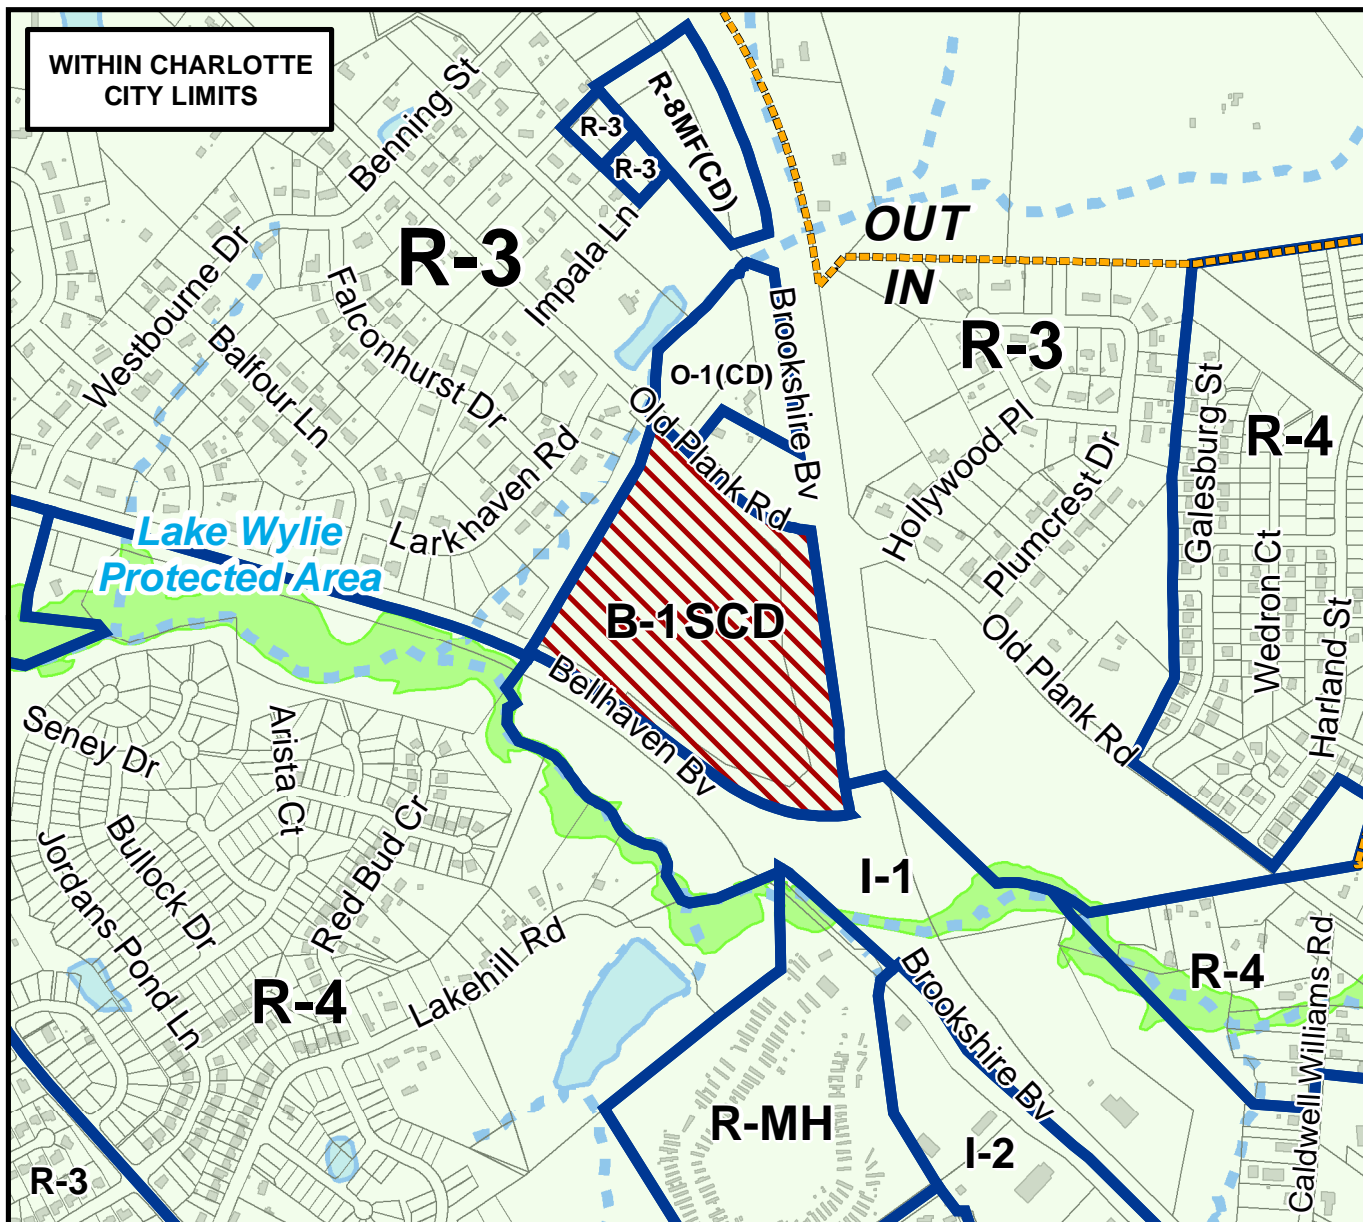 WITHIN CHARLOTTE
CITY LIMITS
Benning St
R-8MF(CD)
R-3
R-3
R-3
Impala Ln
OUT
IN
Westbourne Dr
Falconhurst Dr
Balfour Ln
Brookshire Bv
R-3
O-1(CD)
Old Plank Rd
Larkhaven Rd
Hollywood Pl
Plumcrest Dr
Galesburg St
R-4
Lake Wylie
Protected Area
Wedron Ct
Harland St
B-1SCD
Old Plank Rd
Bellhaven Bv
Seney Dr
Arista Ct
Bullock Dr
Red Bud Cr
Jordans Pond Ln
I-1
Lakehill Rd
R-4
Brookshire Bv
R-4
Caldwell Williams Rd
R-MH
I-2
R-3